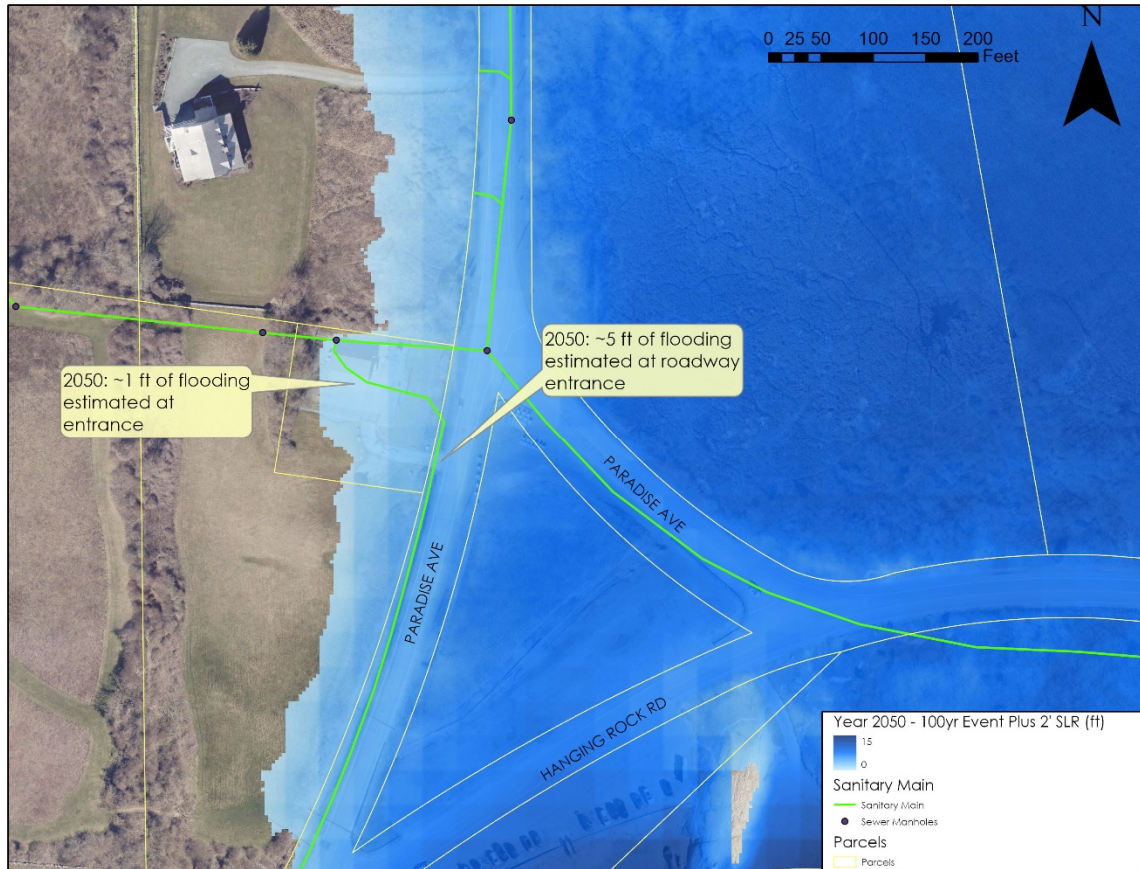 N
0 25 50 100 150 200
Feet
2050: ~5 ft of flooding
estimated at roadway
entrance
2050: ~1 ft of flooding
estimated at
entrance
PARADISE AVE
PARADISE AVE
HANGING ROCK RD
Year 2050 - 100yr Event Plus 2' SLR (ft)
15
0
Sanitary Main
Sanitary Main
Sewer Manholes
Parcels
Parcels